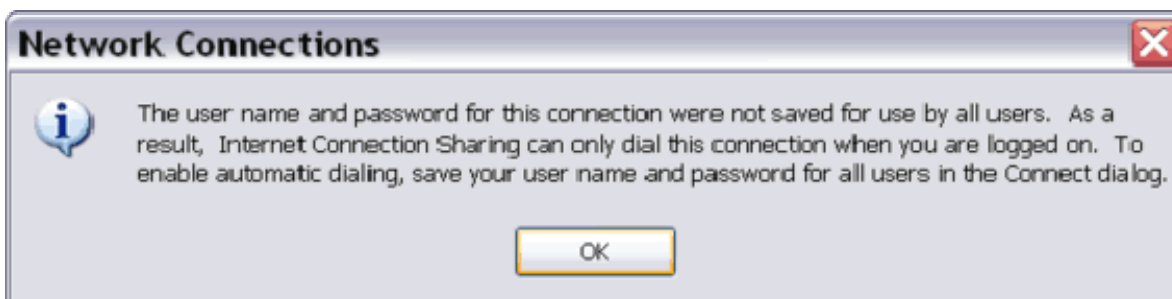 Network Connections
The user name and password for this connection were not saved for use by all users. As a
result, Internet Connection Sharing can only dial this connection when you are logged on. To
enable automatic dialing, save your user name and password for all users in the Connect dialog.
OK